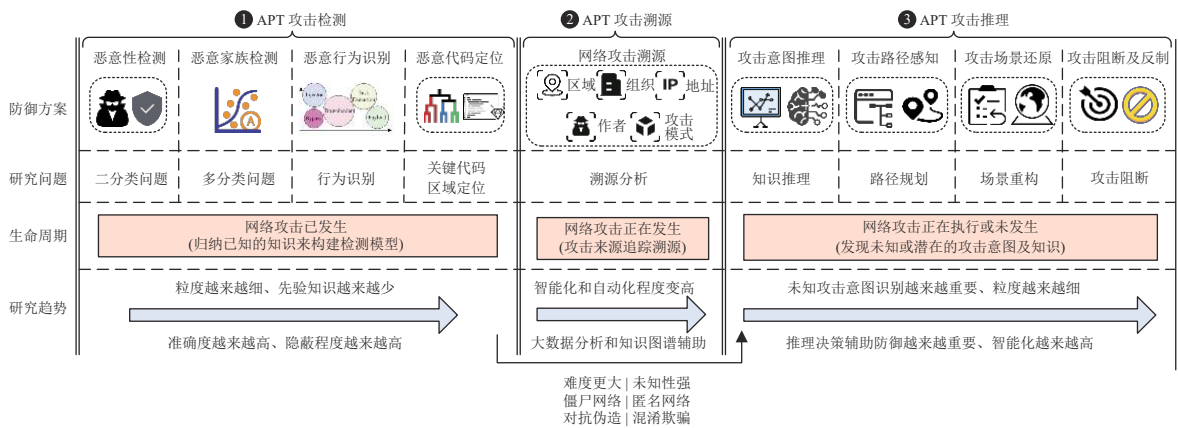 ❶ APT 攻击检测
❷ APT 攻击溯源
❸ APT 攻击推理
防御方案
恶意性检测
恶意家族检测
恶意行为识别
恶意代码定位
网络攻击溯源
区域
组织
IP
地址
作者
攻击
模式
攻击意图推理
攻击路径感知
攻击场景还原
攻击阻断及反制
研究问题
二分类问题
多分类问题
行为识别
关键代码
区域定位
溯源分析
知识推理
路径规划
场景重构
攻击阻断
生命周期
网络攻击已发生
(归纳已知的知识来构建检测模型)
网络攻击正在发生
(攻击来源追踪溯源)
网络攻击正在执行或未发生
(发现未知或潜在的攻击意图及知识)
研究趋势
粒度越来越细、先验知识越来越少
准确度越来越高、隐蔽程度越来越高
智能化和自动化程度变高
大数据分析和知识图谱辅助
未知攻击意图识别越来越重要、粒度越来越细
推理决策辅助防御越来越重要、智能化越来越高
难度更大 | 未知性强
僵尸网络 | 匿名网络
对抗伪造 | 混淆欺骗